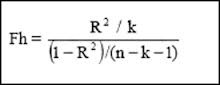 Fh = R² / k
(1 − R²)/(n − k − 1)